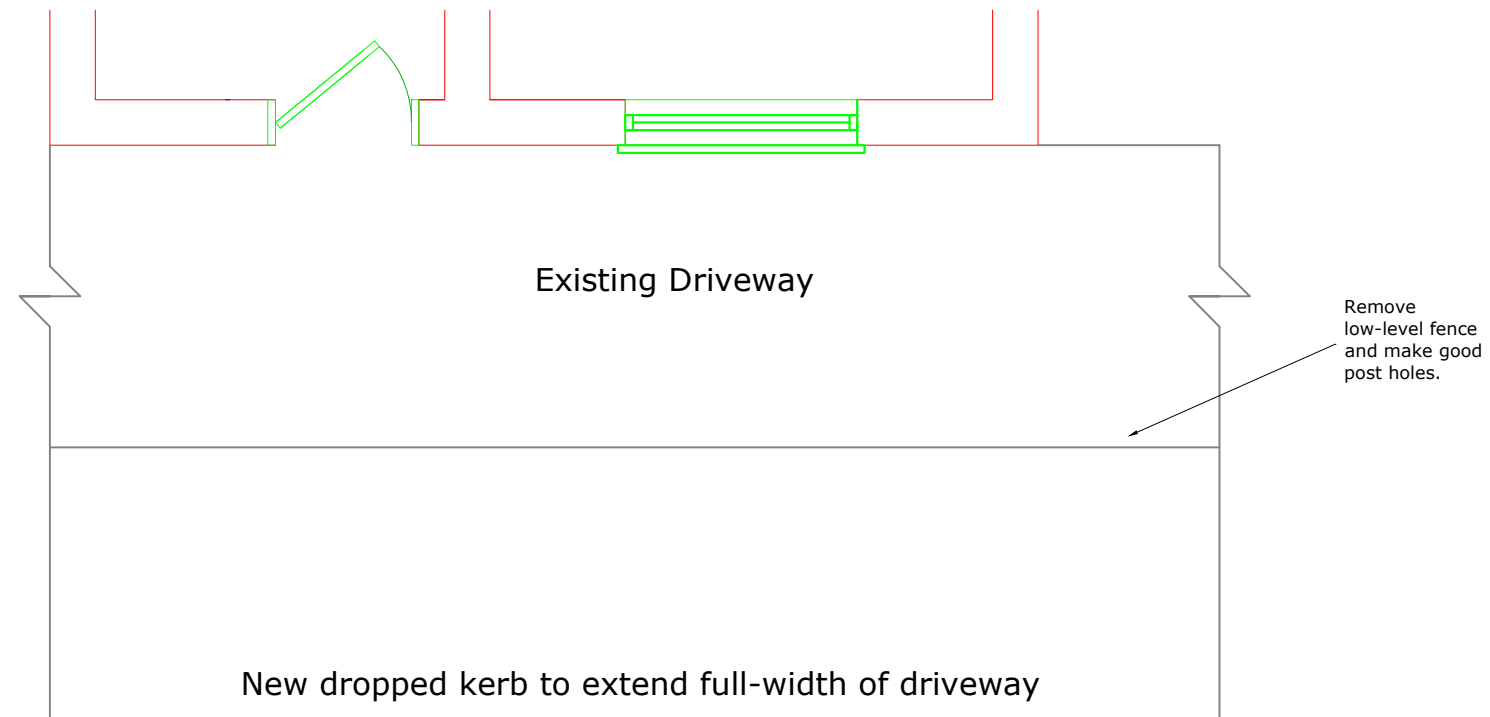 Existing Driveway
Remove
low-level fence
and make good
post holes.
New dropped kerb to extend full-width of driveway